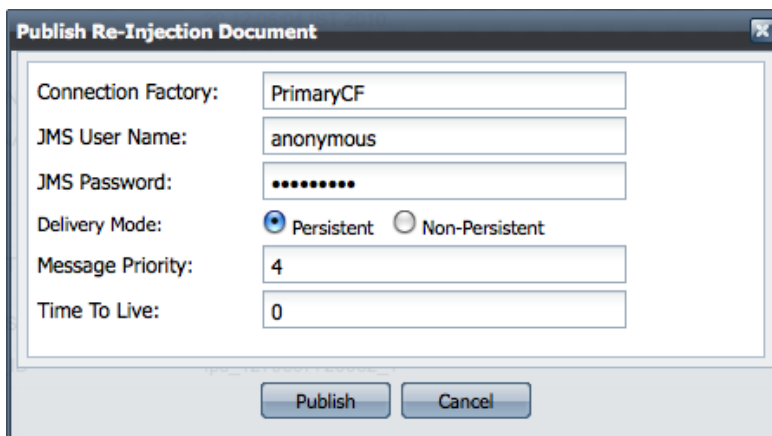 Publish Re-Injection Document
Connection Factory: PrimaryCF
JMS User Name: anonymous
JMS Password: •••••••••
Delivery Mode: Persistent Non-Persistent
Message Priority: 4
Time To Live: 0
Publish Cancel